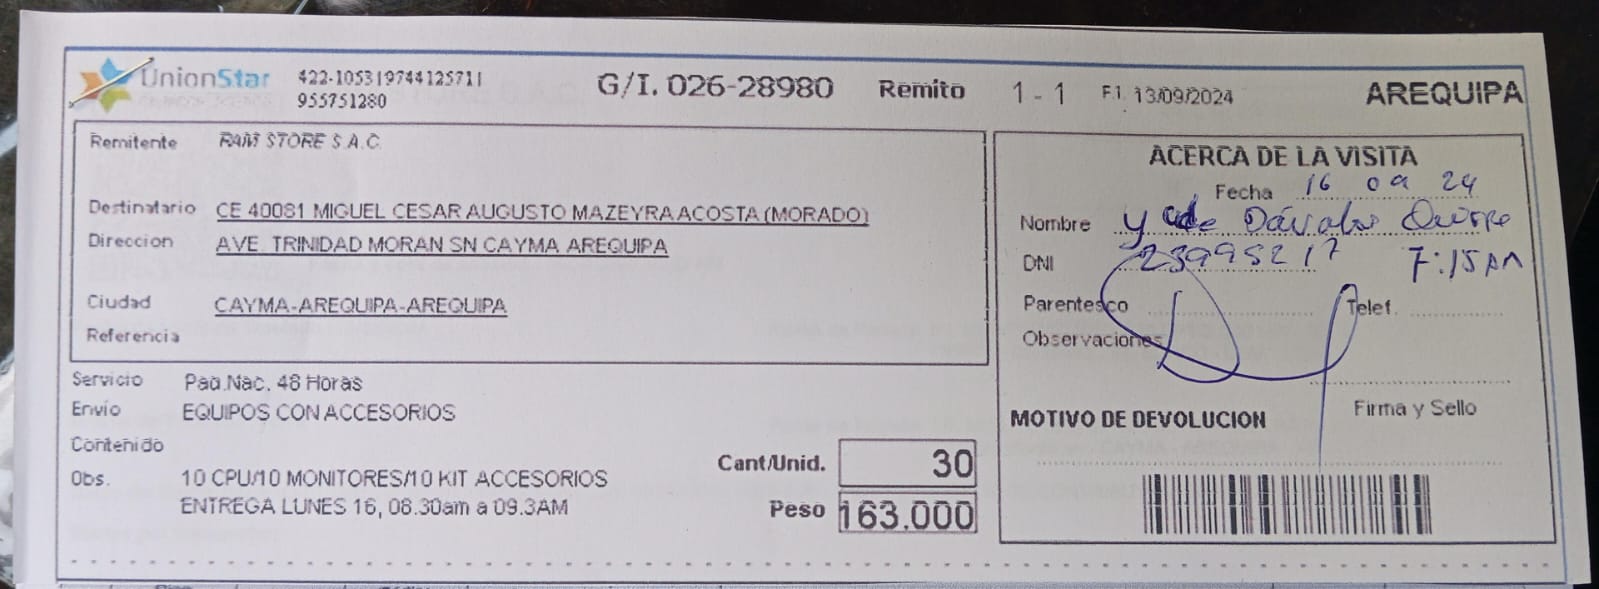 UnionStar 422-105319744125711 G/I. 026-28980 Remito 1 - 1 F.I. 13/09/2024 AREQUIPA
955751280
Remitente RAM STORE S.A.C.
Destinatario CE 40081 MIGUEL CESAR AUGUSTO MAZEYRA ACOSTA (MORADO)
Direccion AVE. TRINIDAD MORAN SN CAYMA AREQUIPA
Ciudad CAYMA-AREQUIPA-AREQUIPA
Referencia
Servicio Paq.Nac. 48 Horas
Envío EQUIPOS CON ACCESORIOS
Contenido
Obs. 10 CPU/10 MONITORES/10 KIT ACCESORIOS
ENTREGA LUNES 16, 08.30am a 09.3AM
Cant/Unid. 30
Peso 163.000
ACERCA DE LA VISITA
Fecha 16 09 24
Nombre Dávalos
DNI 23995217 7:15 AM
Parentesco Telef.
Observaciones
Firma y Sello
MOTIVO DE DEVOLUCION